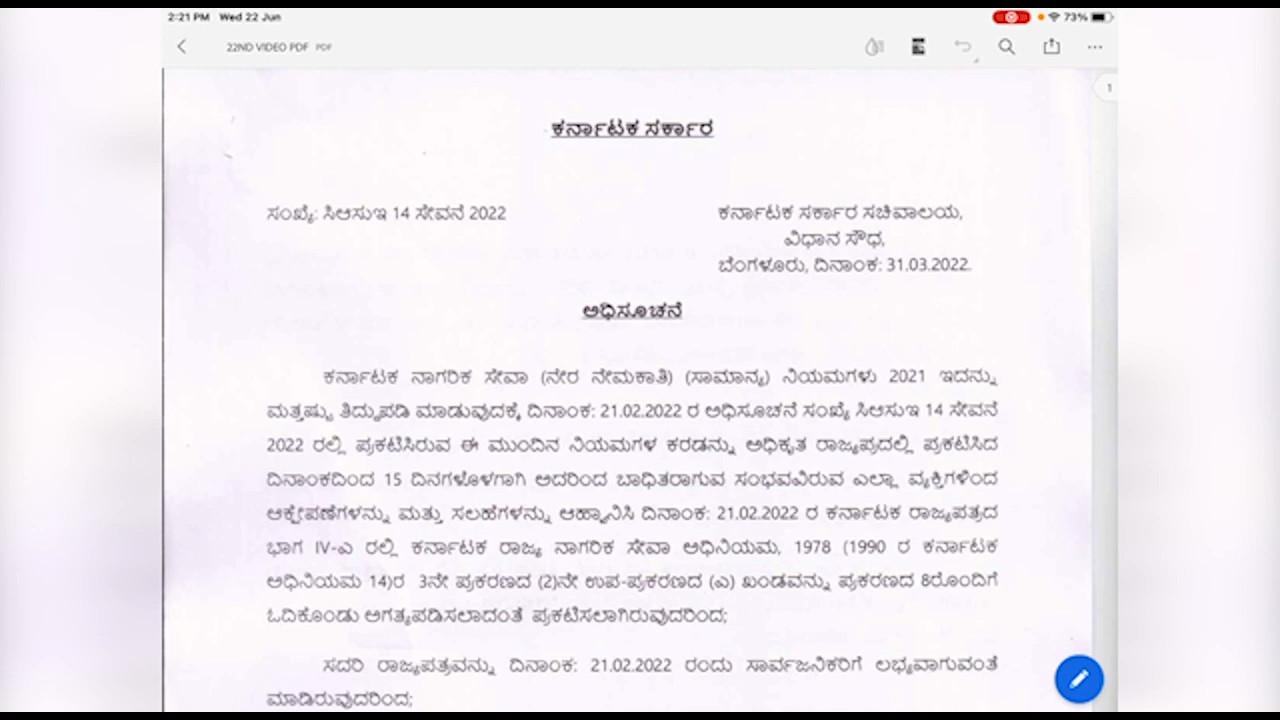 2:21 PM Wed 22 Jun
73%
22ND VIDEO PDF PDF
1
ಕರ್ನಾಟಕ ಸರ್ಕಾರ
ಸಂಖ್ಯೆ: ಸಿಆಸುಇ 14 ಸೇವನೆ 2022
ಕರ್ನಾಟಕ ಸರ್ಕಾರ ಸಚಿವಾಲಯ,
ವಿಧಾನ ಸೌಧ,
ಬೆಂಗಳೂರು, ದಿನಾಂಕ: 31.03.2022.
ಅಧಿಸೂಚನೆ
ಕರ್ನಾಟಕ ನಾಗರಿಕ ಸೇವಾ (ನೇರ ನೇಮಕಾತಿ) (ಸಾಮಾನ್ಯ) ನಿಯಮಗಳು 2021 ಇದನ್ನು
ಮತ್ತಷ್ಟು ತಿದ್ದುಪಡಿ ಮಾಡುವುದಕ್ಕೆ ದಿನಾಂಕ: 21.02.2022 ರ ಅಧಿಸೂಚನೆ ಸಂಖ್ಯೆ ಸಿಆಸುಇ 14 ಸೇವನೆ
2022 ರಲ್ಲಿ ಪ್ರಕಟಿಸಿರುವ ಈ ಮುಂದಿನ ನಿಯಮಗಳ ಕರಡನ್ನು ಅಧಿಕೃತ ರಾಜ್ಯಪ್ರದಲ್ಲಿ ಪ್ರಕಟಿಸಿದ
ದಿನಾಂಕದಿಂದ 15 ದಿನಗಳೊಳಗಾಗಿ ಅದರಿಂದ ಬಾಧಿತರಾಗುವ ಸಂಭವವಿರುವ ಎಲ್ಲಾ ವ್ಯಕ್ತಿಗಳಿಂದ
ಆಕ್ಷೇಪಣೆಗಳನ್ನು ಮತ್ತು ಸಲಹೆಗಳನ್ನು ಆಹ್ವಾನಿಸಿ ದಿನಾಂಕ: 21.02.2022 ರ ಕರ್ನಾಟಕ ರಾಜ್ಯಪತ್ರದ
ಭಾಗ IV-ಎ ರಲ್ಲಿ ಕರ್ನಾಟಕ ರಾಜ್ಯ ನಾಗರಿಕ ಸೇವಾ ಅಧಿನಿಯಮ, 1978 (1990 ರ ಕರ್ನಾಟಕ
ಅಧಿನಿಯಮ 14)ರ 3ನೇ ಪ್ರಕರಣದ (2)ನೇ ಉಪ-ಪ್ರಕರಣದ (ಎ) ಖಂಡವನ್ನು ಪ್ರಕರಣದ 8ರೊಂದಿಗೆ
ಓದಿಕೊಂಡು ಅಗತ್ಯಪಡಿಸಲಾದಂತೆ ಪ್ರಕಟಿಸಲಾಗಿರುವುದರಿಂದ;
ಸದರಿ ರಾಜ್ಯಪತ್ರವನ್ನು ದಿನಾಂಕ: 21.02.2022 ರಂದು ಸಾರ್ವಜನಿಕರಿಗೆ ಲಭ್ಯವಾಗುವಂತೆ
ಮಾಡಿರುವುದರಿಂದ;